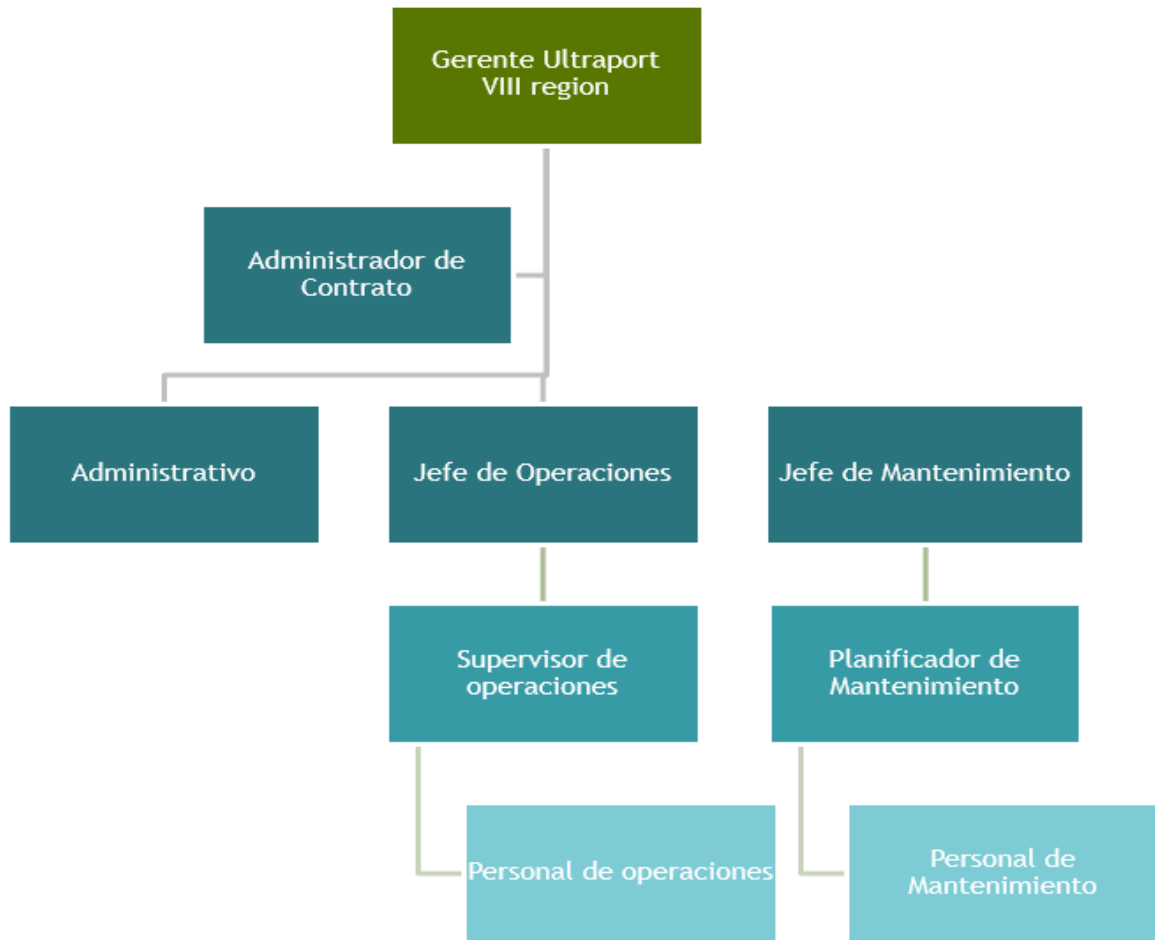 Gerente Ultraport
VIII region
Administrador de
Contrato
Administrativo
Jefe de Operaciones
Jefe de Mantenimiento
Supervisor de
operaciones
Planificador de
Mantenimiento
Personal de operaciones
Personal de
Mantenimiento